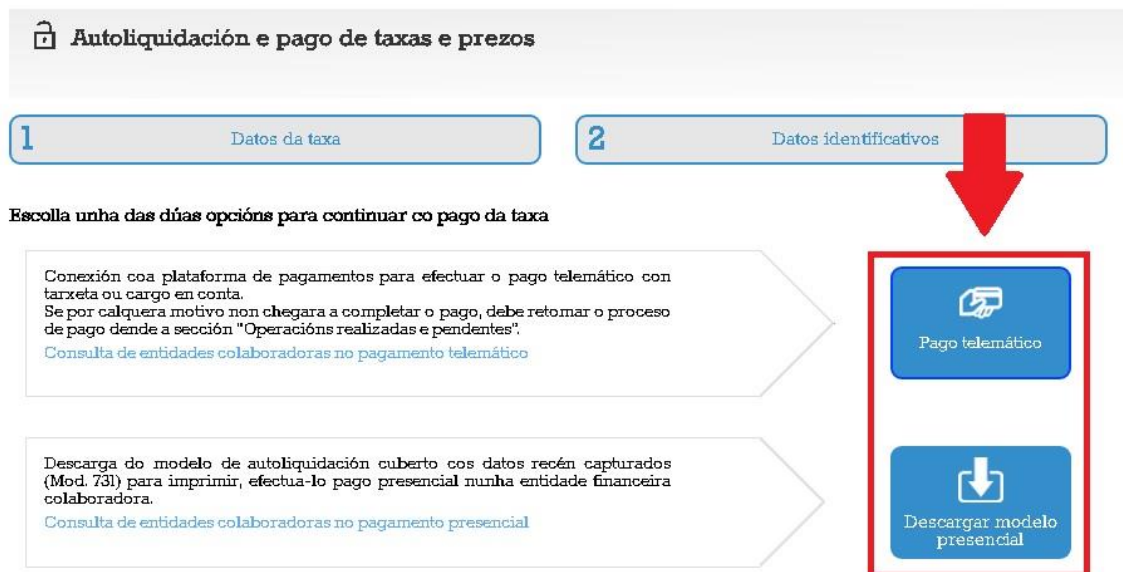 Autoliquidación e pago de taxas e prezos
1 Datos da taxa
2 Datos identificativos
Escolla unha das dúas opcións para continuar co pago da taxa
Conexión coa plataforma de pagamentos para efectuar o pago telemático con
tarxeta ou cargo en conta.
Se por calquera motivo non chegara a completar o pago, debe retomar o proceso
de pago dende a sección "Operacións realizadas e pendentes".
Consulta de entidades colaboradoras no pagamento telemático
Pago telemático
Descarga do modelo de autoliquidación cuberto cos datos recén capturados
(Mod. 731) para imprimir, efectua-lo pago presencial nunha entidade financeira
colaboradora.
Consulta de entidades colaboradoras no pagamento presencial
Descargar modelo
presencial